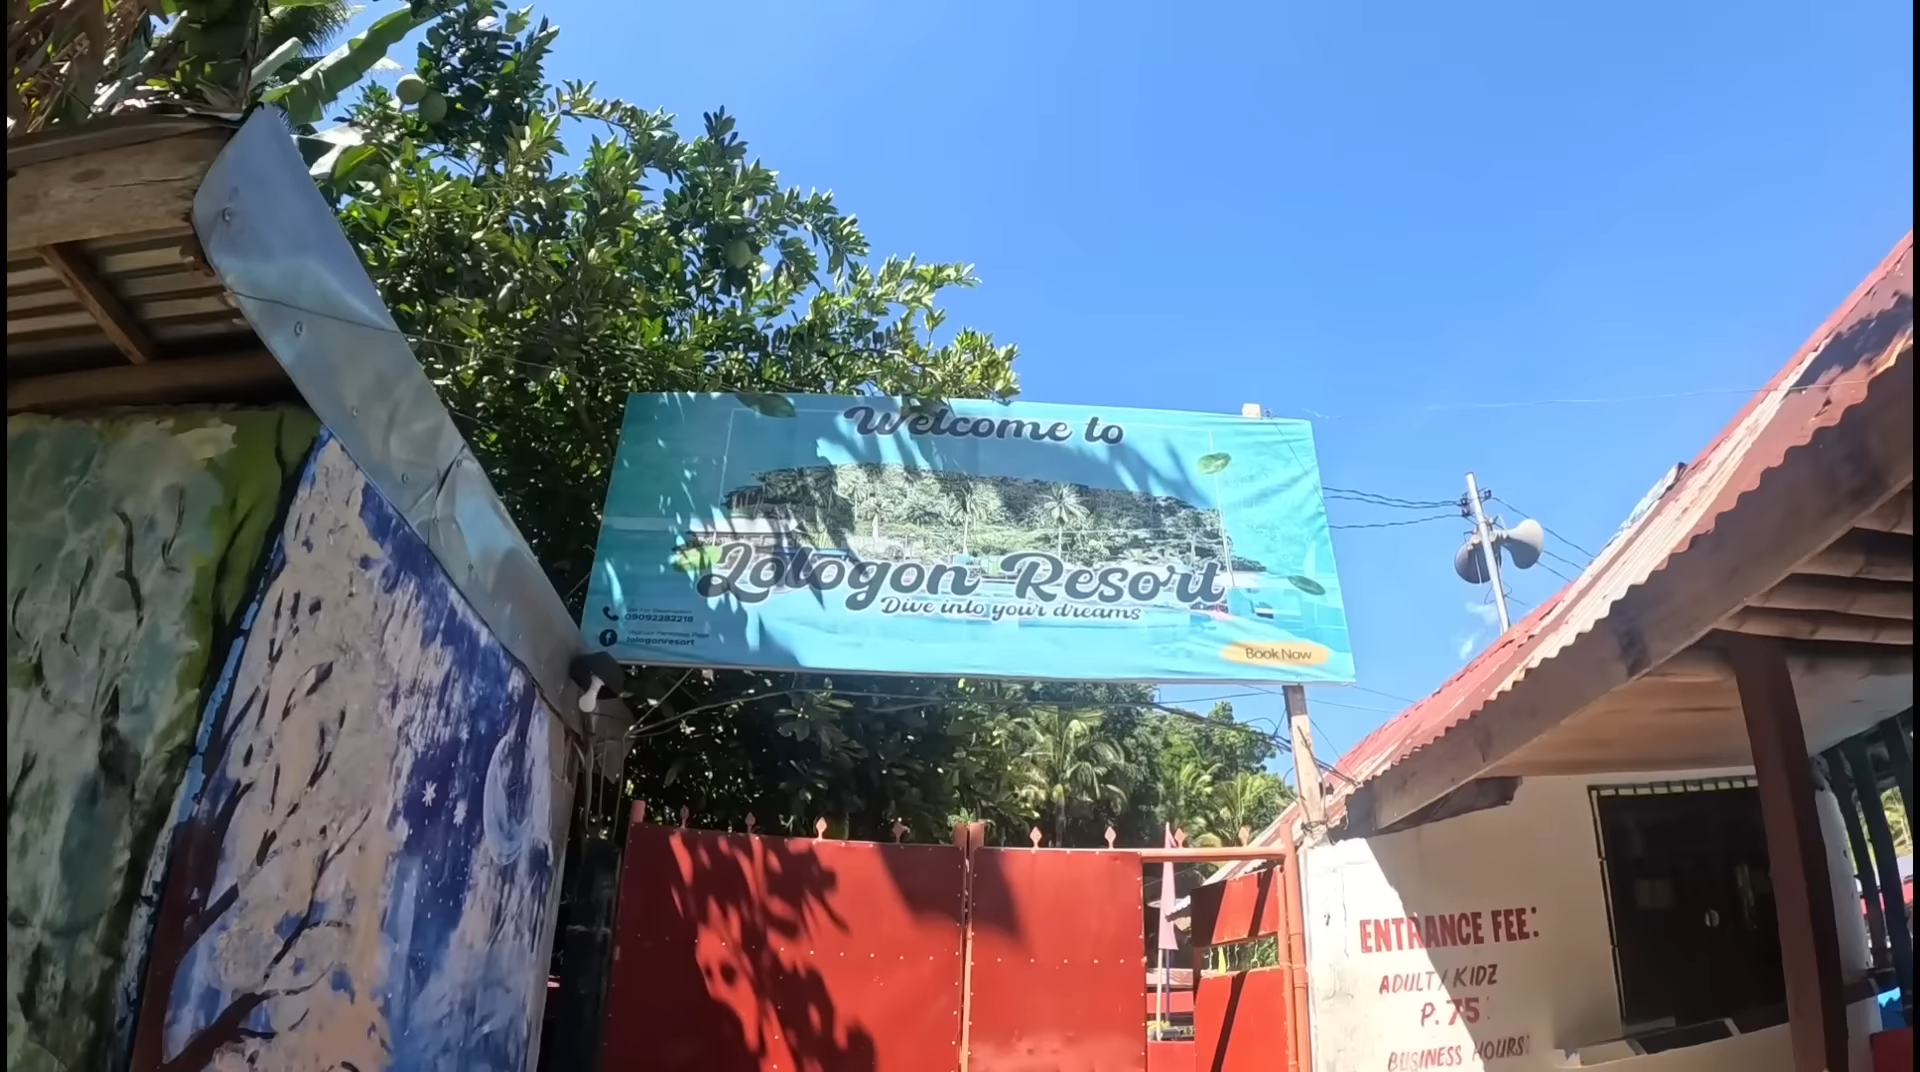 Welcome to
Lologon Resort
Dive into your dreams
09092282218
lologonresort
Book Now
ENTRANCE FEE:
ADULT / KIDZ
P. 75
BUSINESS HOURS: